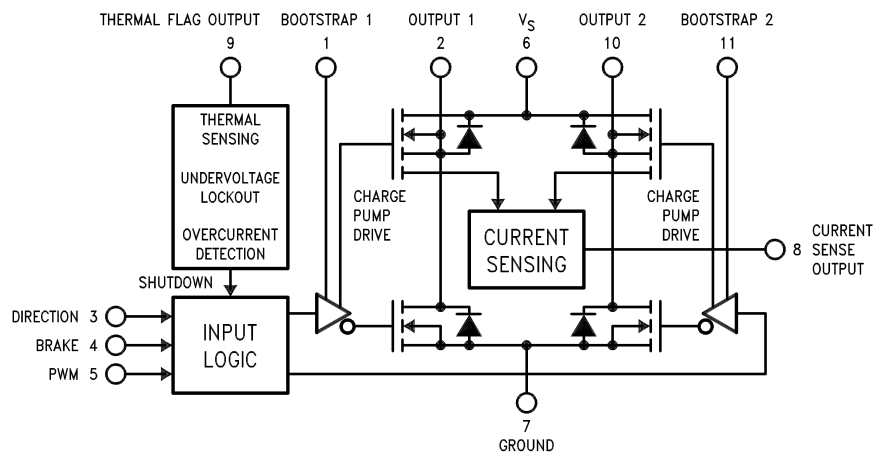 THERMAL FLAG OUTPUT
9
BOOTSTRAP 1
1
OUTPUT 1
2
VS
6
OUTPUT 2
10
BOOTSTRAP 2
11
THERMAL
SENSING
UNDERVOLTAGE
LOCKOUT
OVERCURRENT
DETECTION
SHUTDOWN
CHARGE
PUMP
DRIVE
CURRENT
SENSING
CHARGE
PUMP
DRIVE
8 CURRENT
SENSE
OUTPUT
DIRECTION 3
BRAKE 4
PWM 5
INPUT
LOGIC
7
GROUND